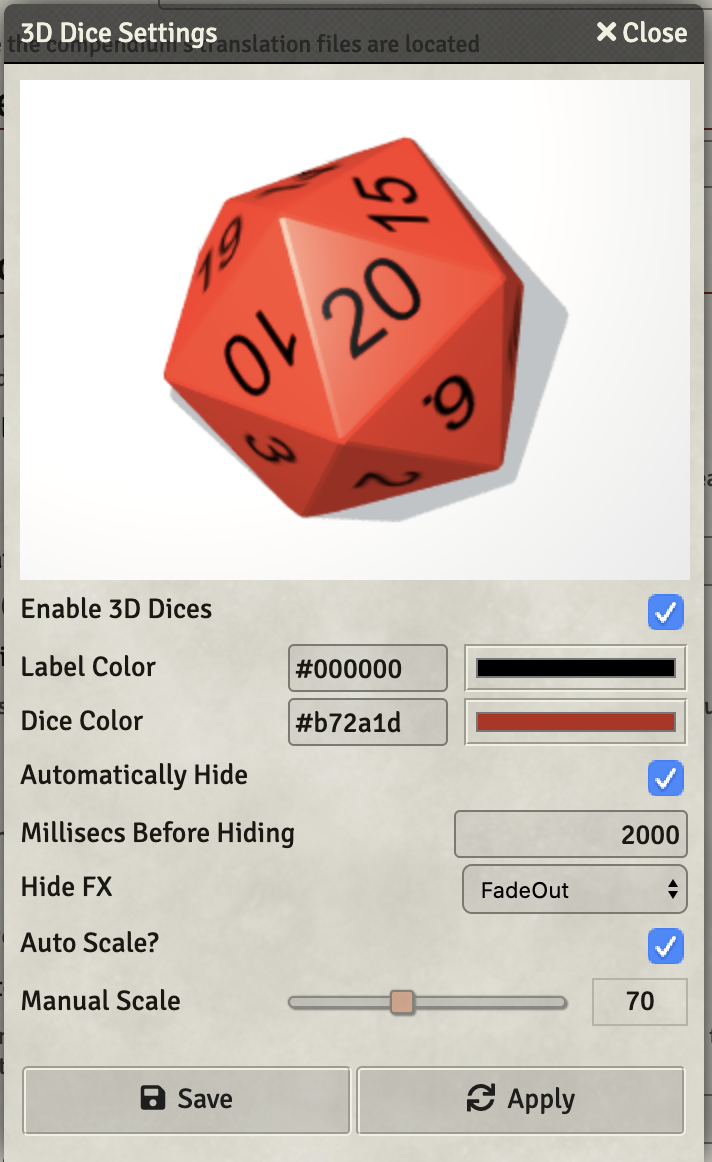 3D Dice Settings
Close
the compendium's translation files are located
15
19
20
10
6.
3
2
Enable 3D Dices
Label Color
#000000
Dice Color
#b72a1d
Automatically Hide
Millisecs Before Hiding
2000
Hide FX
FadeOut
Auto Scale?
Manual Scale
70
Save
Apply